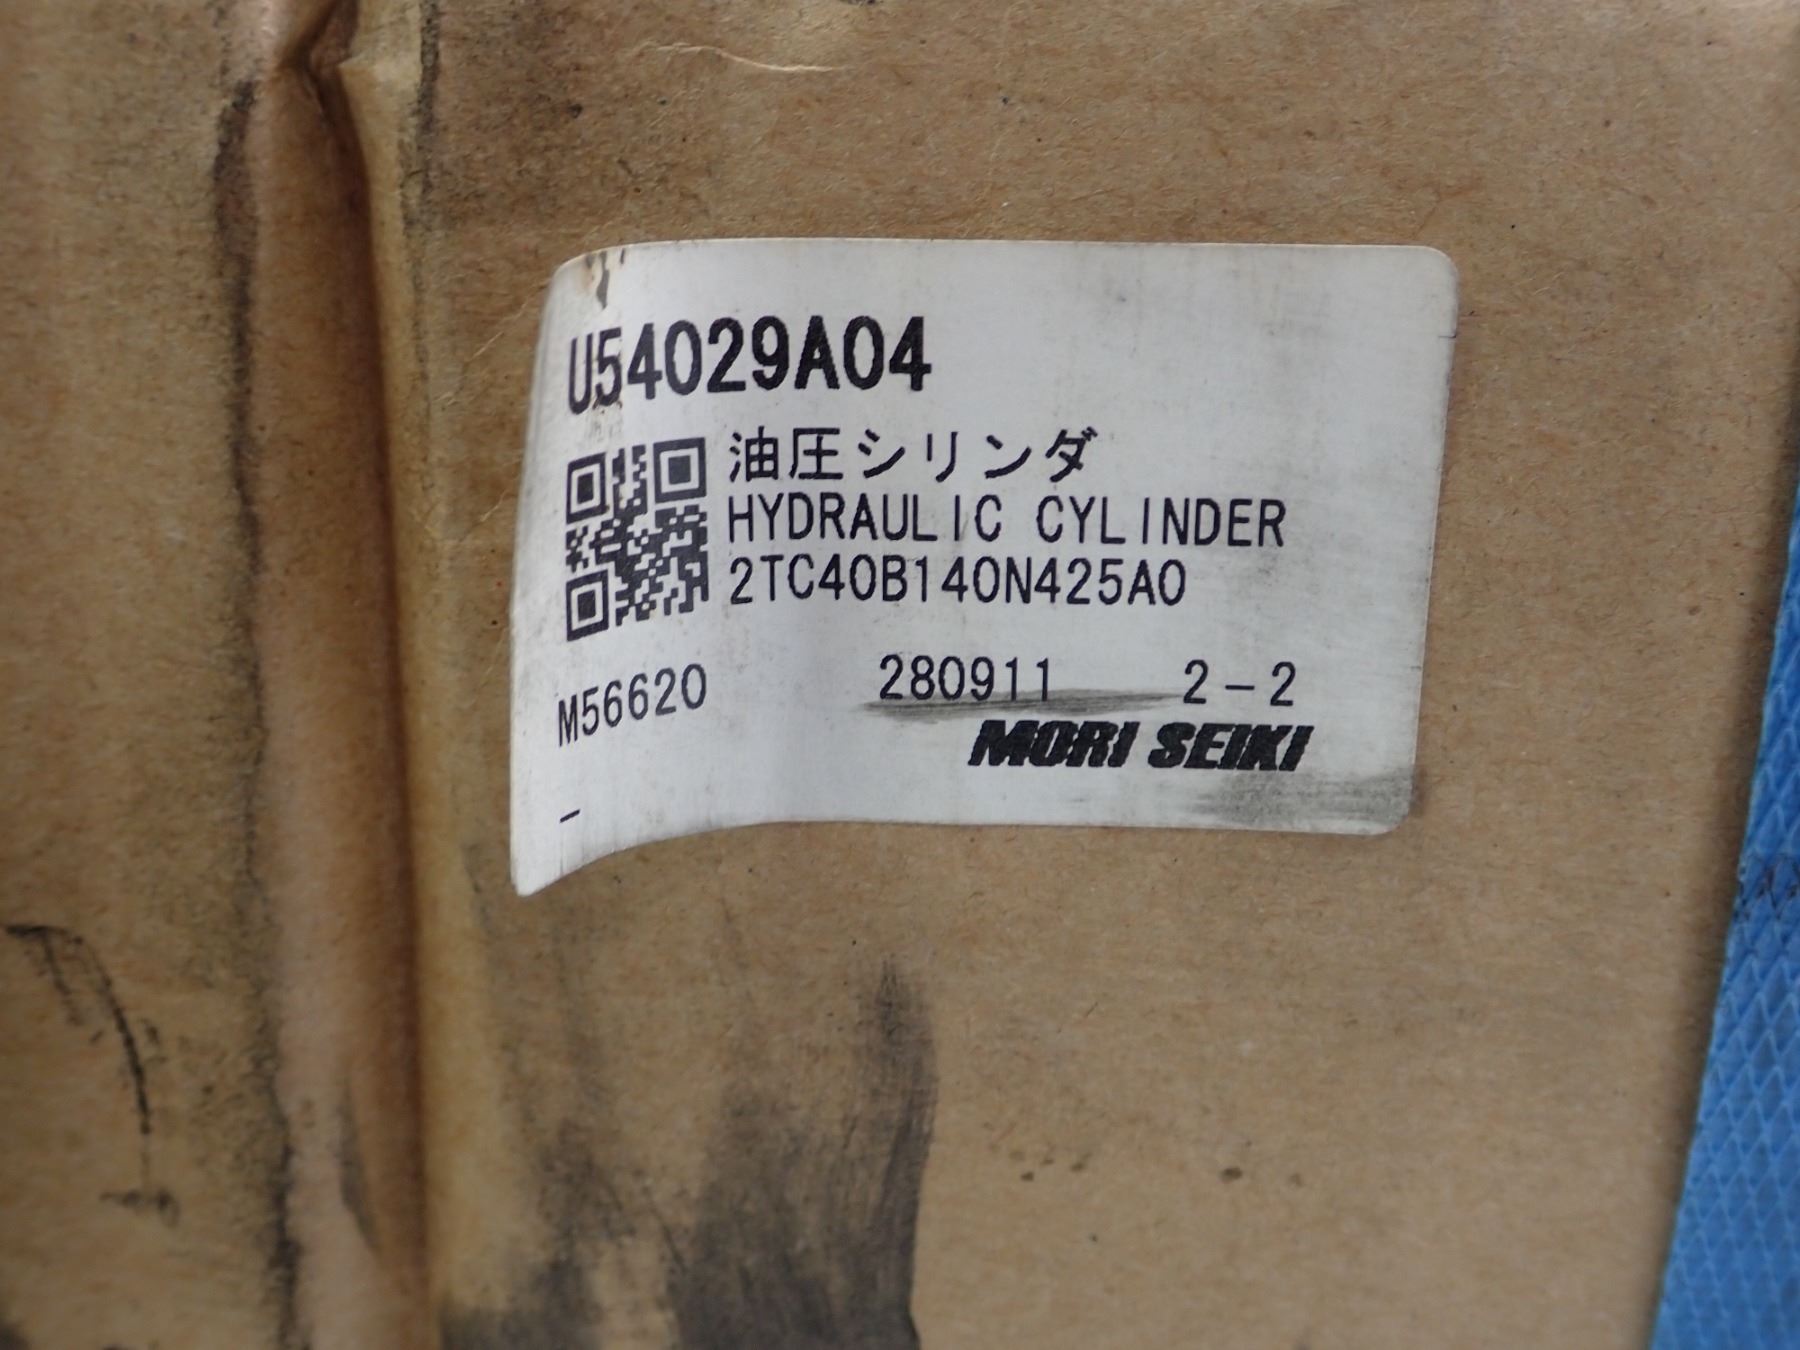 U54029A04
油圧シリンダ
HYDRAULIC CYLINDER
2TC40B140N425A0
M56620 280911 2-2
MORI SEIKI
-